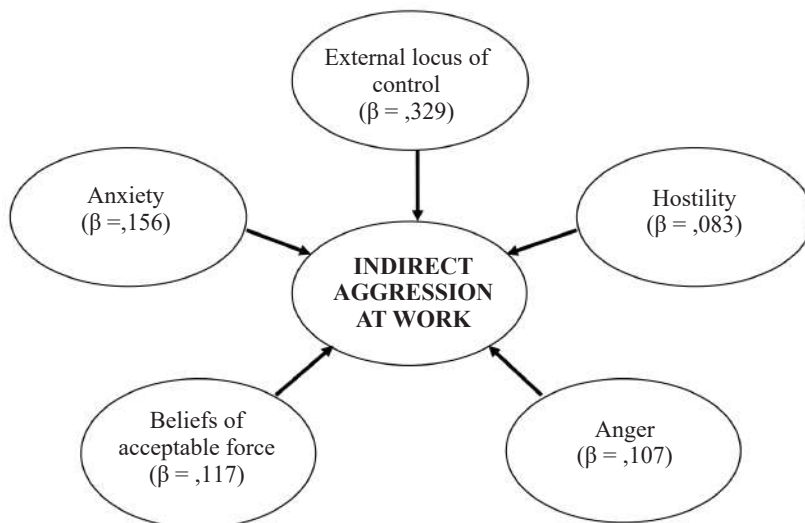 External locus of
control
(β = ,329)
Anxiety
(β =,156)
Hostility
(β = ,083)
INDIRECT
AGGRESSION
AT WORK
Beliefs of
acceptable force
(β = ,117)
Anger
(β = ,107)